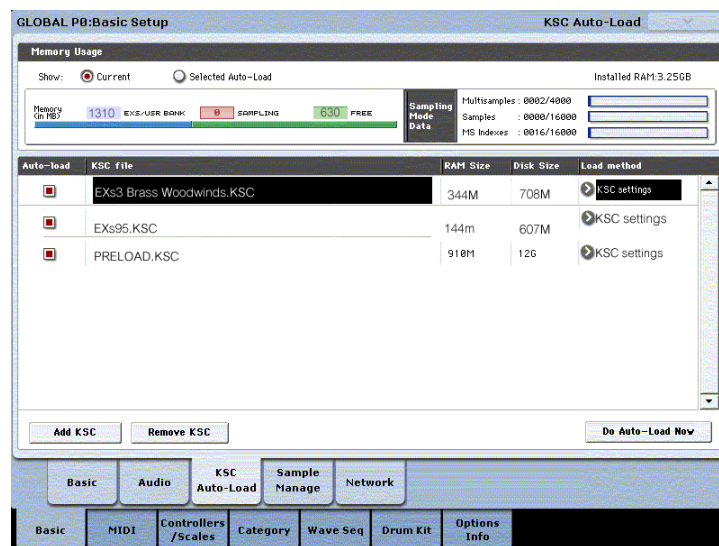 GLOBAL P0:Basic Setup KSC Auto-Load
Memory Usage
Show: Current Selected Auto-Load Installed RAM:3.25GB
Memory (in MB) 1310 EXS/USR BANK 0 SAMPLING 630 FREE
Sampling Mode Data
Multisamples : 0002/4000
Samples : 0000/16000
MS Indexes : 0016/16000
Auto-load KSC file RAM Size Disk Size Load method
EXs3 Brass Woodwinds.KSC 344M 708M KSC settings
EXs95.KSC 144m 607M KSC settings
PRELOAD.KSC 910M 12G KSC settings
Add KSC Remove KSC Do Auto-Load Now
Basic Audio KSC Auto-Load Sample Manage Network
Basic MIDI Controllers /Scales Category Wave Seq Drum Kit Options Info